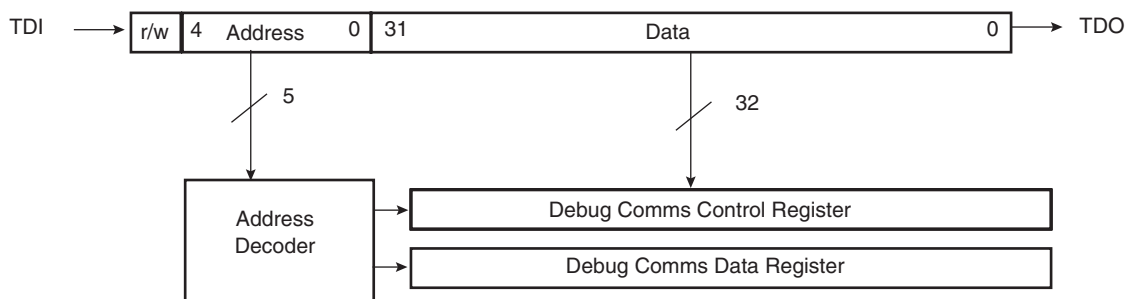 TDI r/w 4 Address 0 31 Data 0 TDO
5 32
Address
Decoder
Debug Comms Control Register
Debug Comms Data Register